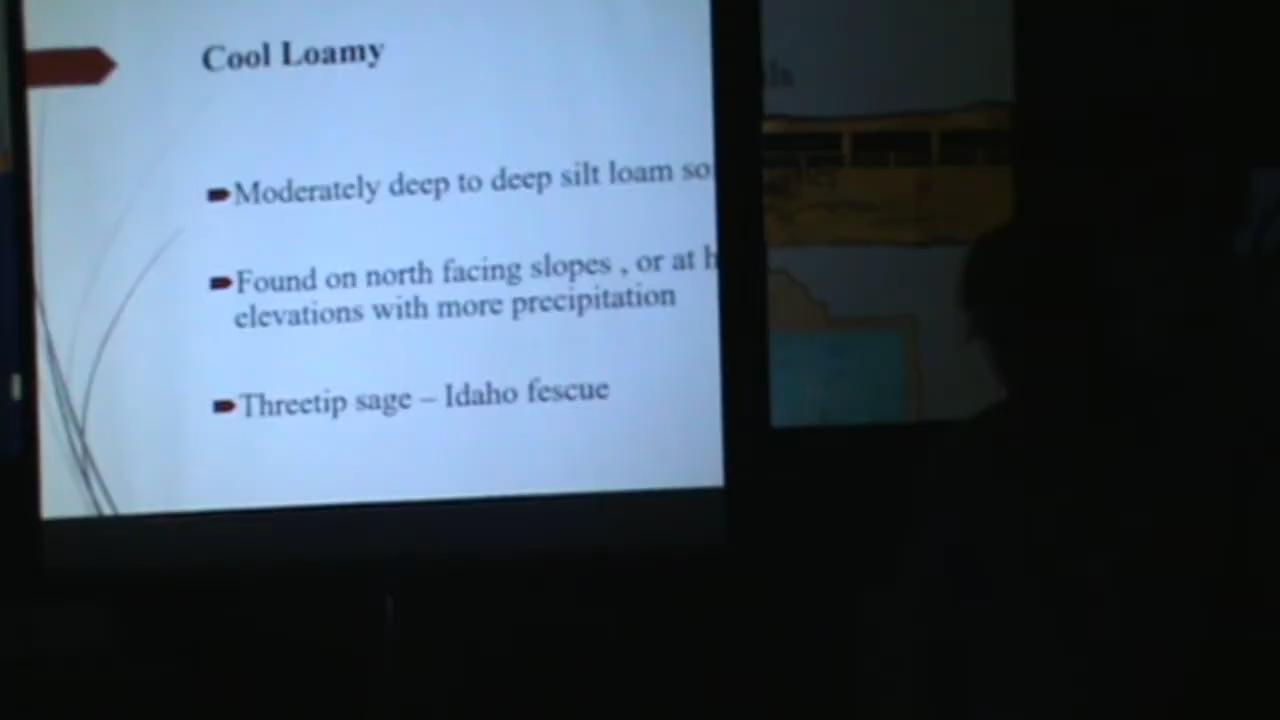 Cool Loamy
Moderately deep to deep silt loam so
Found on north facing slopes , or at h
elevations with more precipitation
Threetip sage – Idaho fescue